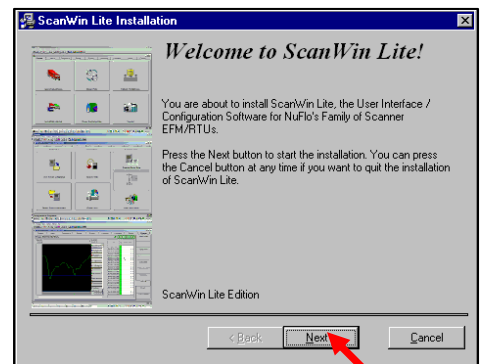 ScanWin Lite Installation
Welcome to ScanWin Lite!
You are about to install ScanWin Lite, the User Interface /
Configuration Software for NuFlo's Family of Scanner
EFM/RTUs.
Press the Next button to start the installation. You can press
the Cancel button at any time if you want to quit the installation
of ScanWin Lite.
ScanWin Lite Edition
< Back Next Cancel